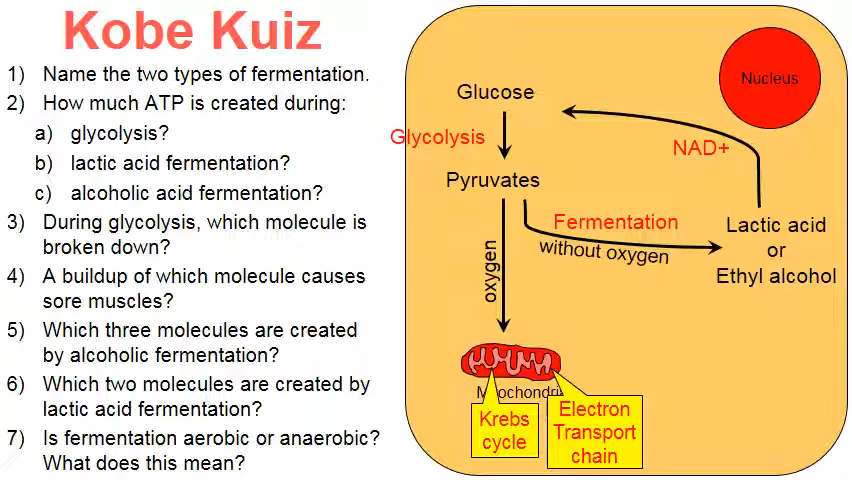 Kobe Kuiz
1) Name the two types of fermentation.
2) How much ATP is created during:
a) glycolysis?
b) lactic acid fermentation?
c) alcoholic acid fermentation?
3) During glycolysis, which molecule is
broken down?
4) A buildup of which molecule causes
sore muscles?
5) Which three molecules are created
by alcoholic fermentation?
6) Which two molecules are created by
lactic acid fermentation?
7) Is fermentation aerobic or anaerobic?
What does this mean?
Nucleus
Glucose
Glycolysis
NAD+
Pyruvates
Fermentation
without oxygen
Lactic acid
or
Ethyl alcohol
oxygen
Krebs
cycle
Electron
Transport
chain